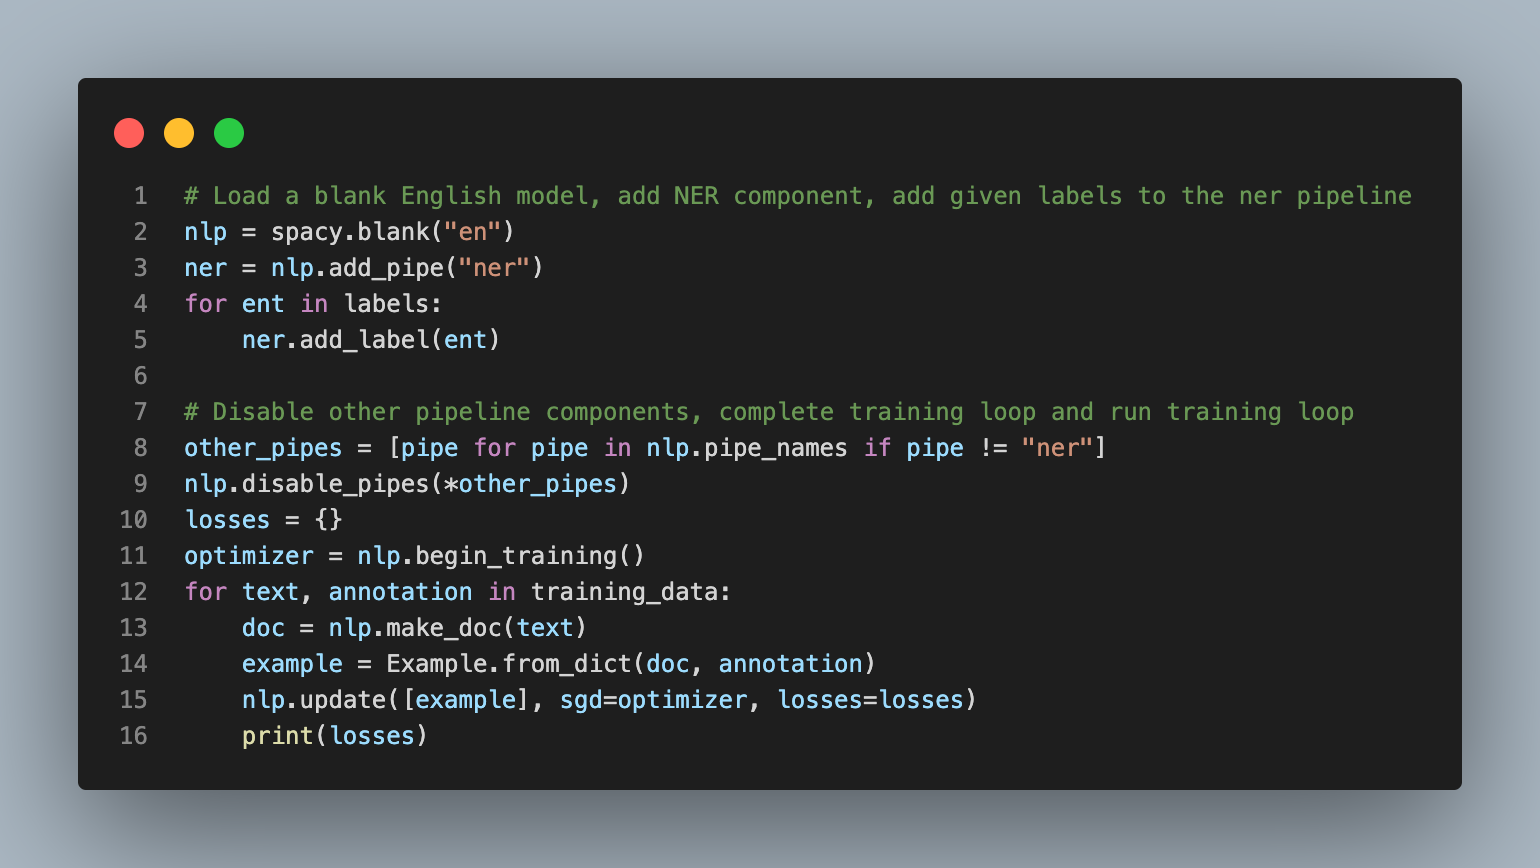 1 # Load a blank English model, add NER component, add given labels to the ner pipeline
2 nlp = spacy.blank("en")
3 ner = nlp.add_pipe("ner")
4 for ent in labels:
5     ner.add_label(ent)
6
7 # Disable other pipeline components, complete training loop and run training loop
8 other_pipes = [pipe for pipe in nlp.pipe_names if pipe != "ner"]
9 nlp.disable_pipes(*other_pipes)
10 losses = {}
11 optimizer = nlp.begin_training()
12 for text, annotation in training_data:
13     doc = nlp.make_doc(text)
14     example = Example.from_dict(doc, annotation)
15     nlp.update([example], sgd=optimizer, losses=losses)
16     print(losses)